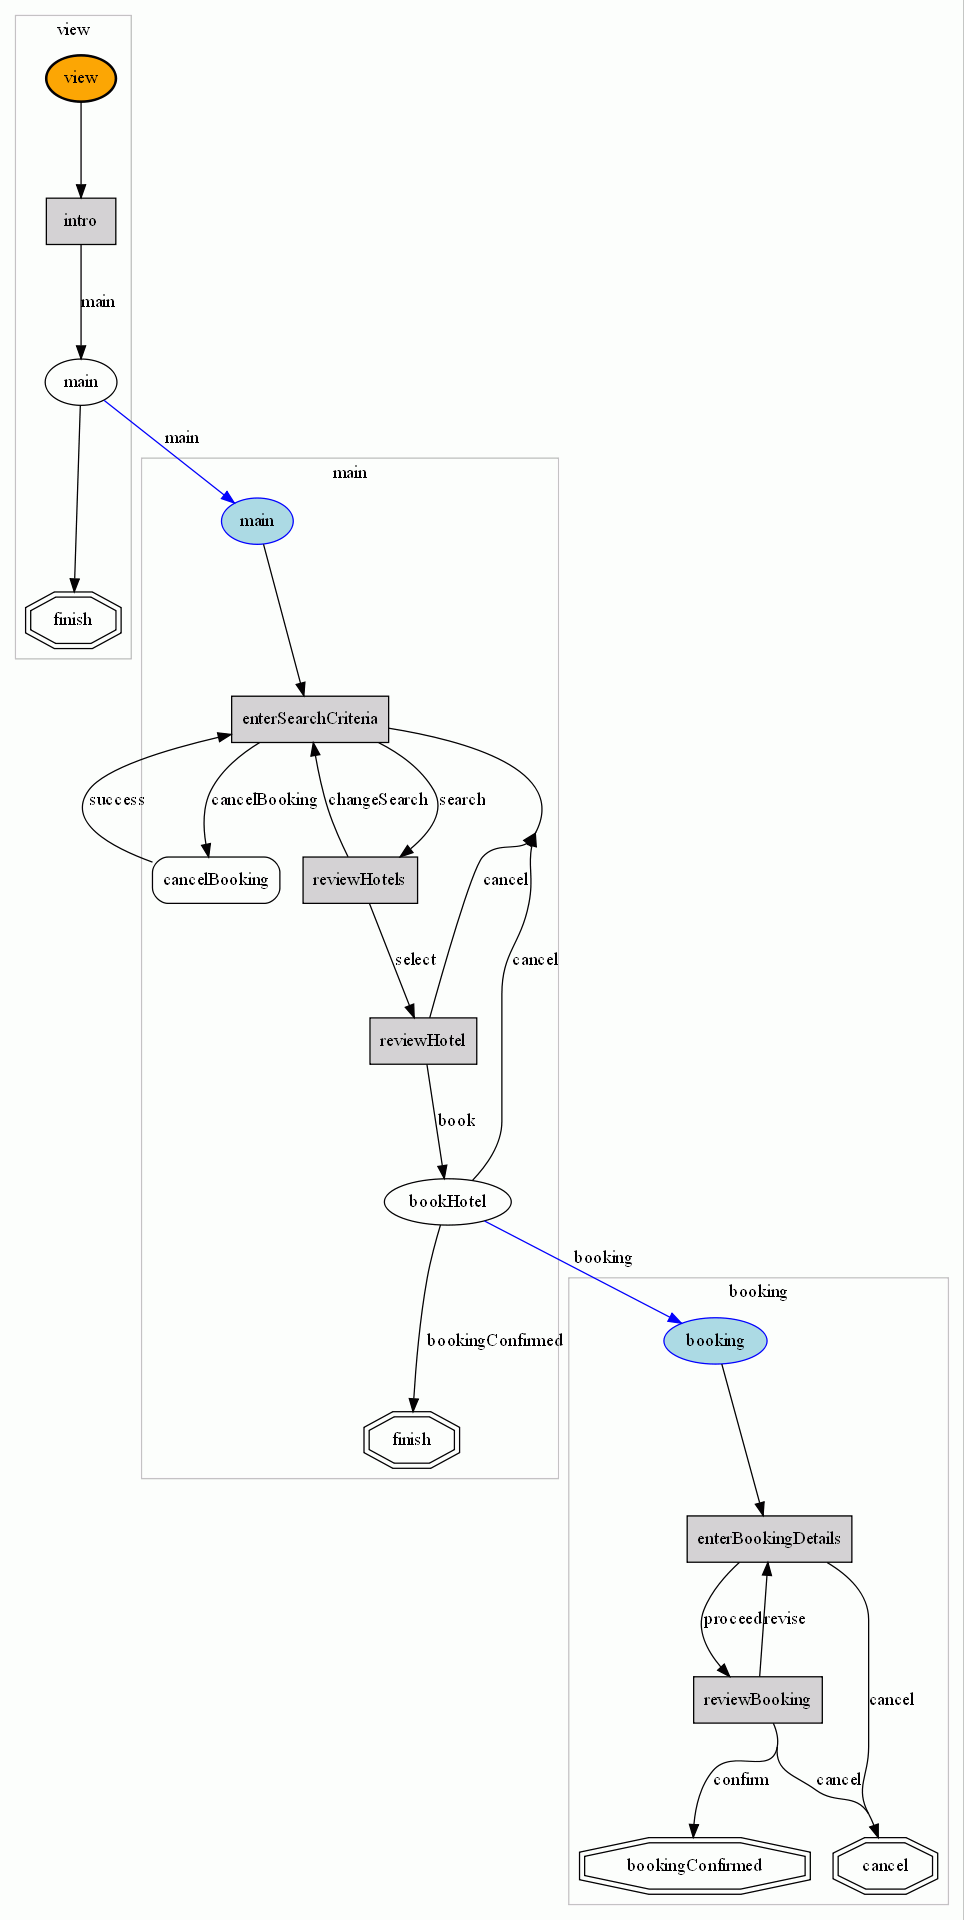 view
view
intro
main
main
main
main
main
finish
enterSearchCriteria
success
cancelBooking
changeSearch
search
cancelBooking
reviewHotels
cancel
select
cancel
reviewHotel
book
bookHotel
booking
booking
booking
bookingConfirmed
finish
enterBookingDetails
proceed
revise
reviewBooking
cancel
confirm
cancel
bookingConfirmed
cancel